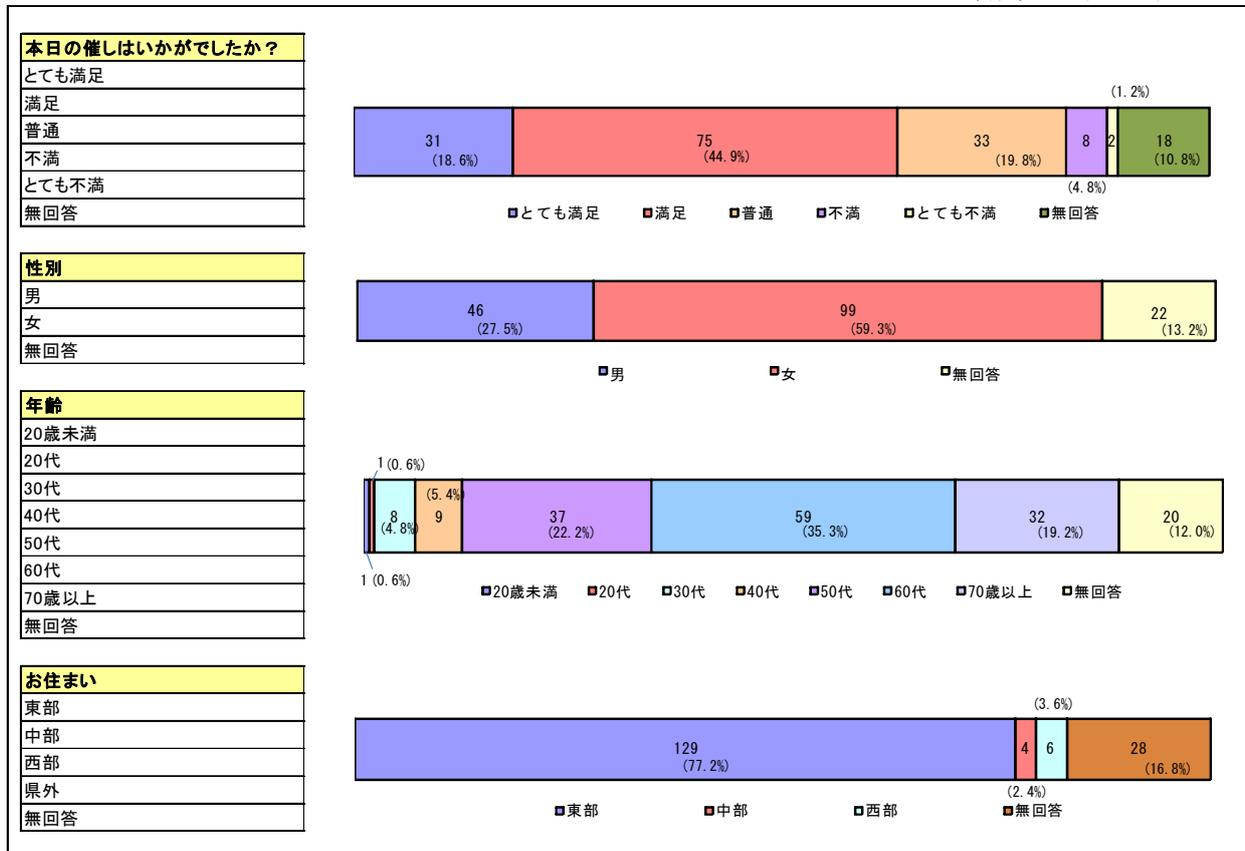 本日の催しはいかがでしたか？
とても満足
満足
普通
不満
とても不満
無回答
(1.2%)
31 75 33 8 2 18
(18.6%) (44.9%) (19.8%) (10.8%)
(4.8%)
とても満足 満足 普通 不満 とても不満 無回答
性別
男
女
無回答
46 99 22
(27.5%) (59.3%) (13.2%)
男 女 無回答
年齢
20歳未満
20代
30代
40代
50代
60代
70歳以上
無回答
1 (0.6%)
(5.4%)
8 9 37 59 32 20
(4.8%) (22.2%) (35.3%) (19.2%) (12.0%)
1 (0.6%)
20歳未満 20代 30代 40代 50代 60代 70歳以上 無回答
お住まい
東部
中部
西部
県外
無回答
(3.6%)
129 4 6 28
(77.2%) (16.8%)
(2.4%)
東部 中部 西部 無回答